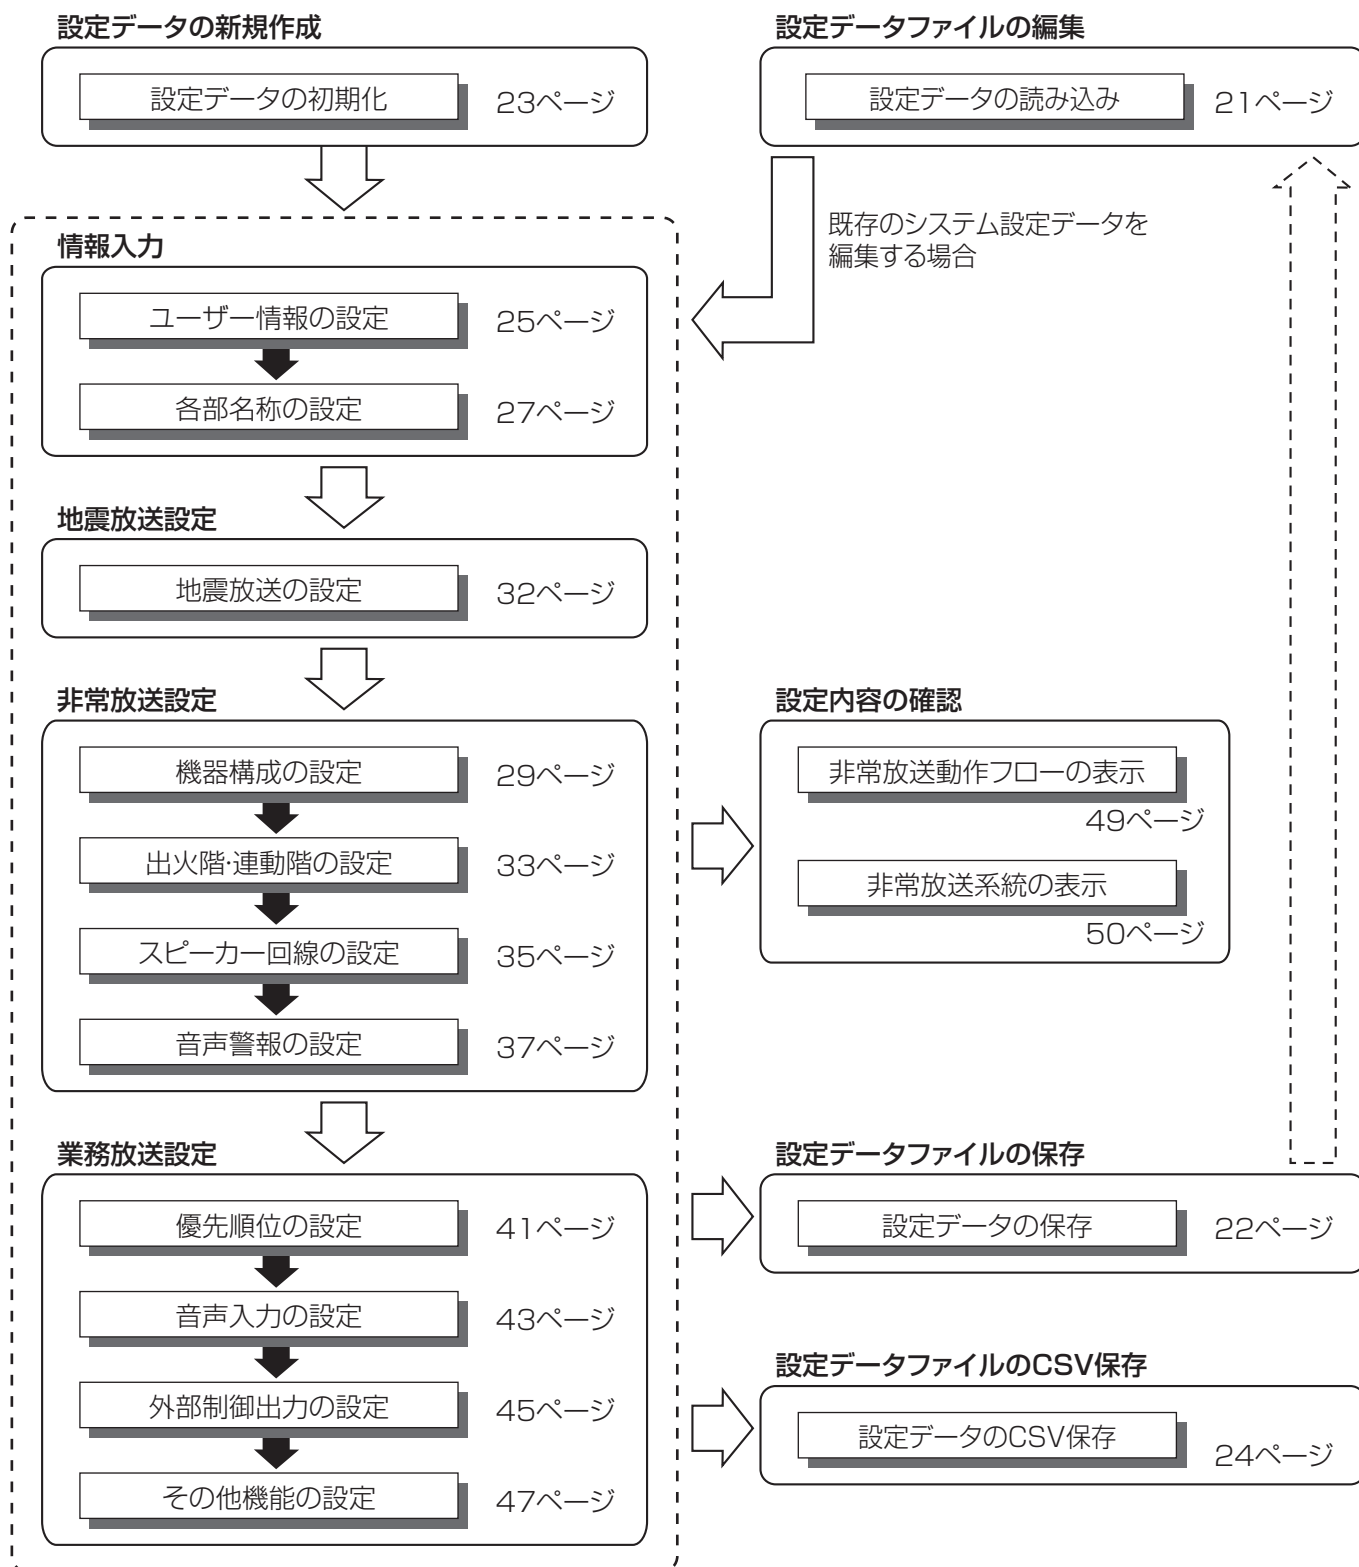 設定データの新規作成
設定データの初期化 23ページ
情報入力
ユーザー情報の設定 25ページ
各部名称の設定 27ページ
地震放送設定
地震放送の設定 32ページ
非常放送設定
機器構成の設定 29ページ
出火階・連動階の設定 33ページ
スピーカー回線の設定 35ページ
音声警報の設定 37ページ
業務放送設定
優先順位の設定 41ページ
音声入力の設定 43ページ
外部制御出力の設定 45ページ
その他機能の設定 47ページ
設定データファイルの編集
設定データの読み込み 21ページ
既存のシステム設定データを
編集する場合
設定内容の確認
非常放送動作フローの表示
49ページ
非常放送系統の表示
50ページ
設定データファイルの保存
設定データの保存 22ページ
設定データファイルのCSV保存
設定データのCSV保存 24ページ